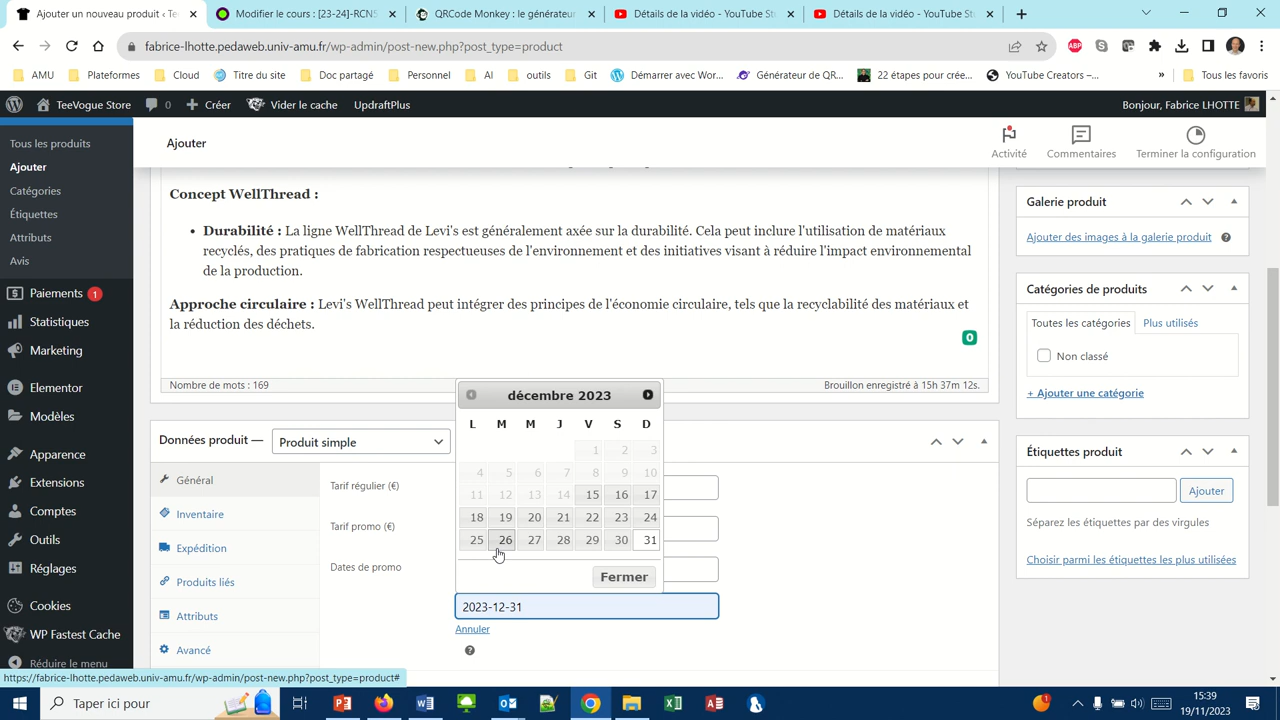 Ajouter un nouveau produit ‹ Te
Modifier le cours : [23-24]-RCNS
QRCode Monkey : le générateur
Détails de la vidéo - YouTube St
Détails de la vidéo - YouTube St
fabrice-lhotte.pedaweb.univ-amu.fr/wp-admin/post-new.php?post_type=product
AMU
Plateformes
Cloud
Titre du site
Doc partagé
Personnel
AI
outils
Git
Démarrer avec Wor...
Générateur de QR...
22 étapes pour crée...
YouTube Creators –...
»
Tous les favoris
TeeVogue Store
0
Créer
Vider le cache
UpdraftPlus
Bonjour, Fabrice LHOTTE
Tous les produits
Ajouter
Catégories
Étiquettes
Attributs
Avis
Paiements 1
Statistiques
Marketing
Elementor
Modèles
Apparence
Extensions
Comptes
Outils
Réglages
Cookies
WP Fastest Cache
Réduire le menu
Ajouter
Activité
Commentaires
Terminer la configuration
Concept WellThread :
• Durabilité : La ligne WellThread de Levi's est généralement axée sur la durabilité. Cela peut inclure l'utilisation de matériaux
recyclés, des pratiques de fabrication respectueuses de l'environnement et des initiatives visant à réduire l'impact environnemental
de la production.
Approche circulaire : Levi's WellThread peut intégrer des principes de l'économie circulaire, tels que la recyclabilité des matériaux et
la réduction des déchets.
0
Nombre de mots : 169
Brouillon enregistré à 15h 37m 12s.
Données produit —
Produit simple
Général
Inventaire
Expédition
Produits liés
Attributs
Avancé
Tarif régulier (€)
Tarif promo (€)
Dates de promo
décembre 2023
L M M J V S D
1 2 3
4 5 6 7 8 9 10
11 12 13 14 15 16 17
18 19 20 21 22 23 24
25 26 27 28 29 30 31
Fermer
2023-12-31
Annuler
Galerie produit
Ajouter des images à la galerie produit
Catégories de produits
Toutes les catégories
Plus utilisés
Non classé
+ Ajouter une catégorie
Étiquettes produit
Ajouter
Séparez les étiquettes par des virgules
Choisir parmi les étiquettes les plus utilisées
https://fabrice-lhotte.pedaweb.univ-amu.fr/wp-admin/post-new.php?post_type=product#
Taper ici pour
15:39
19/11/2023